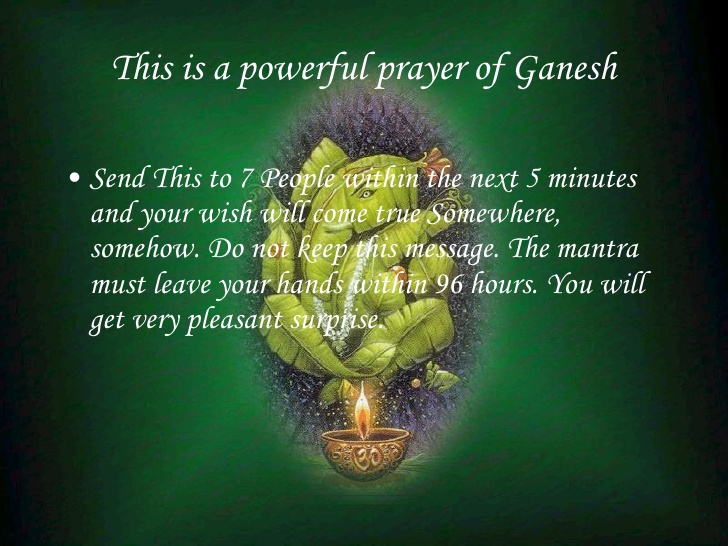 This is a powerful prayer of Ganesh
• Send This to 7 People within the next 5 minutes
and your wish will come true Somewhere,
somehow. Do not keep this message. The mantra
must leave your hands within 96 hours. You will
get very pleasant surprise.
ॐ